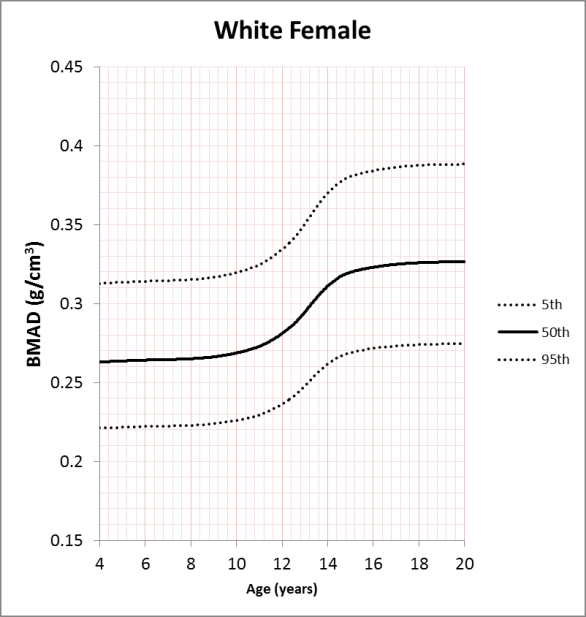 White Female
0.45
0.4
0.35
0.3
0.25
0.2
0.15
BMAD (g/cm³)
4 6 8 10 12 14 16 18 20
Age (years)
5th
50th
95th